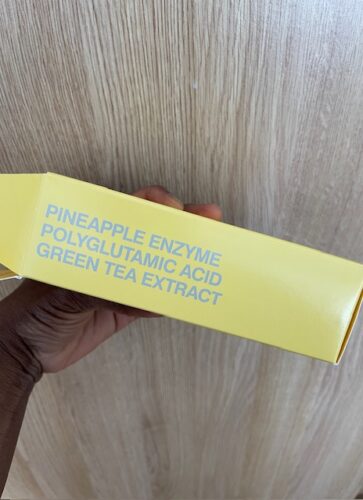 PINEAPPLE ENZYME
POLYGLUTAMIC ACID
GREEN TEA EXTRACT